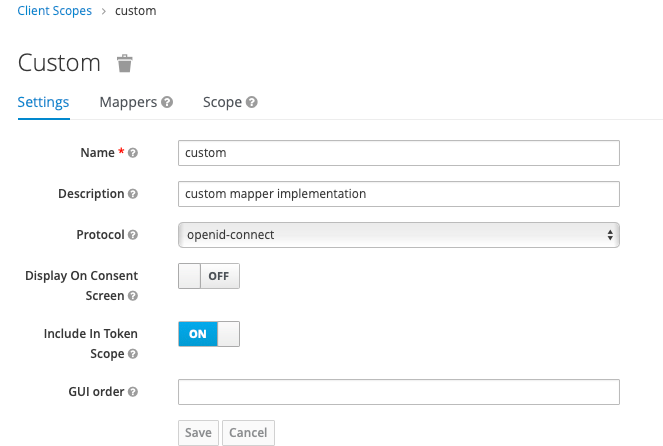 Client Scopes > custom
Custom
Settings Mappers ? Scope ?
Name * ? custom
Description ? custom mapper implementation
Protocol ? openid-connect
Display On Consent
Screen ? OFF
Include In Token
Scope ? ON
GUI order ?
Save Cancel